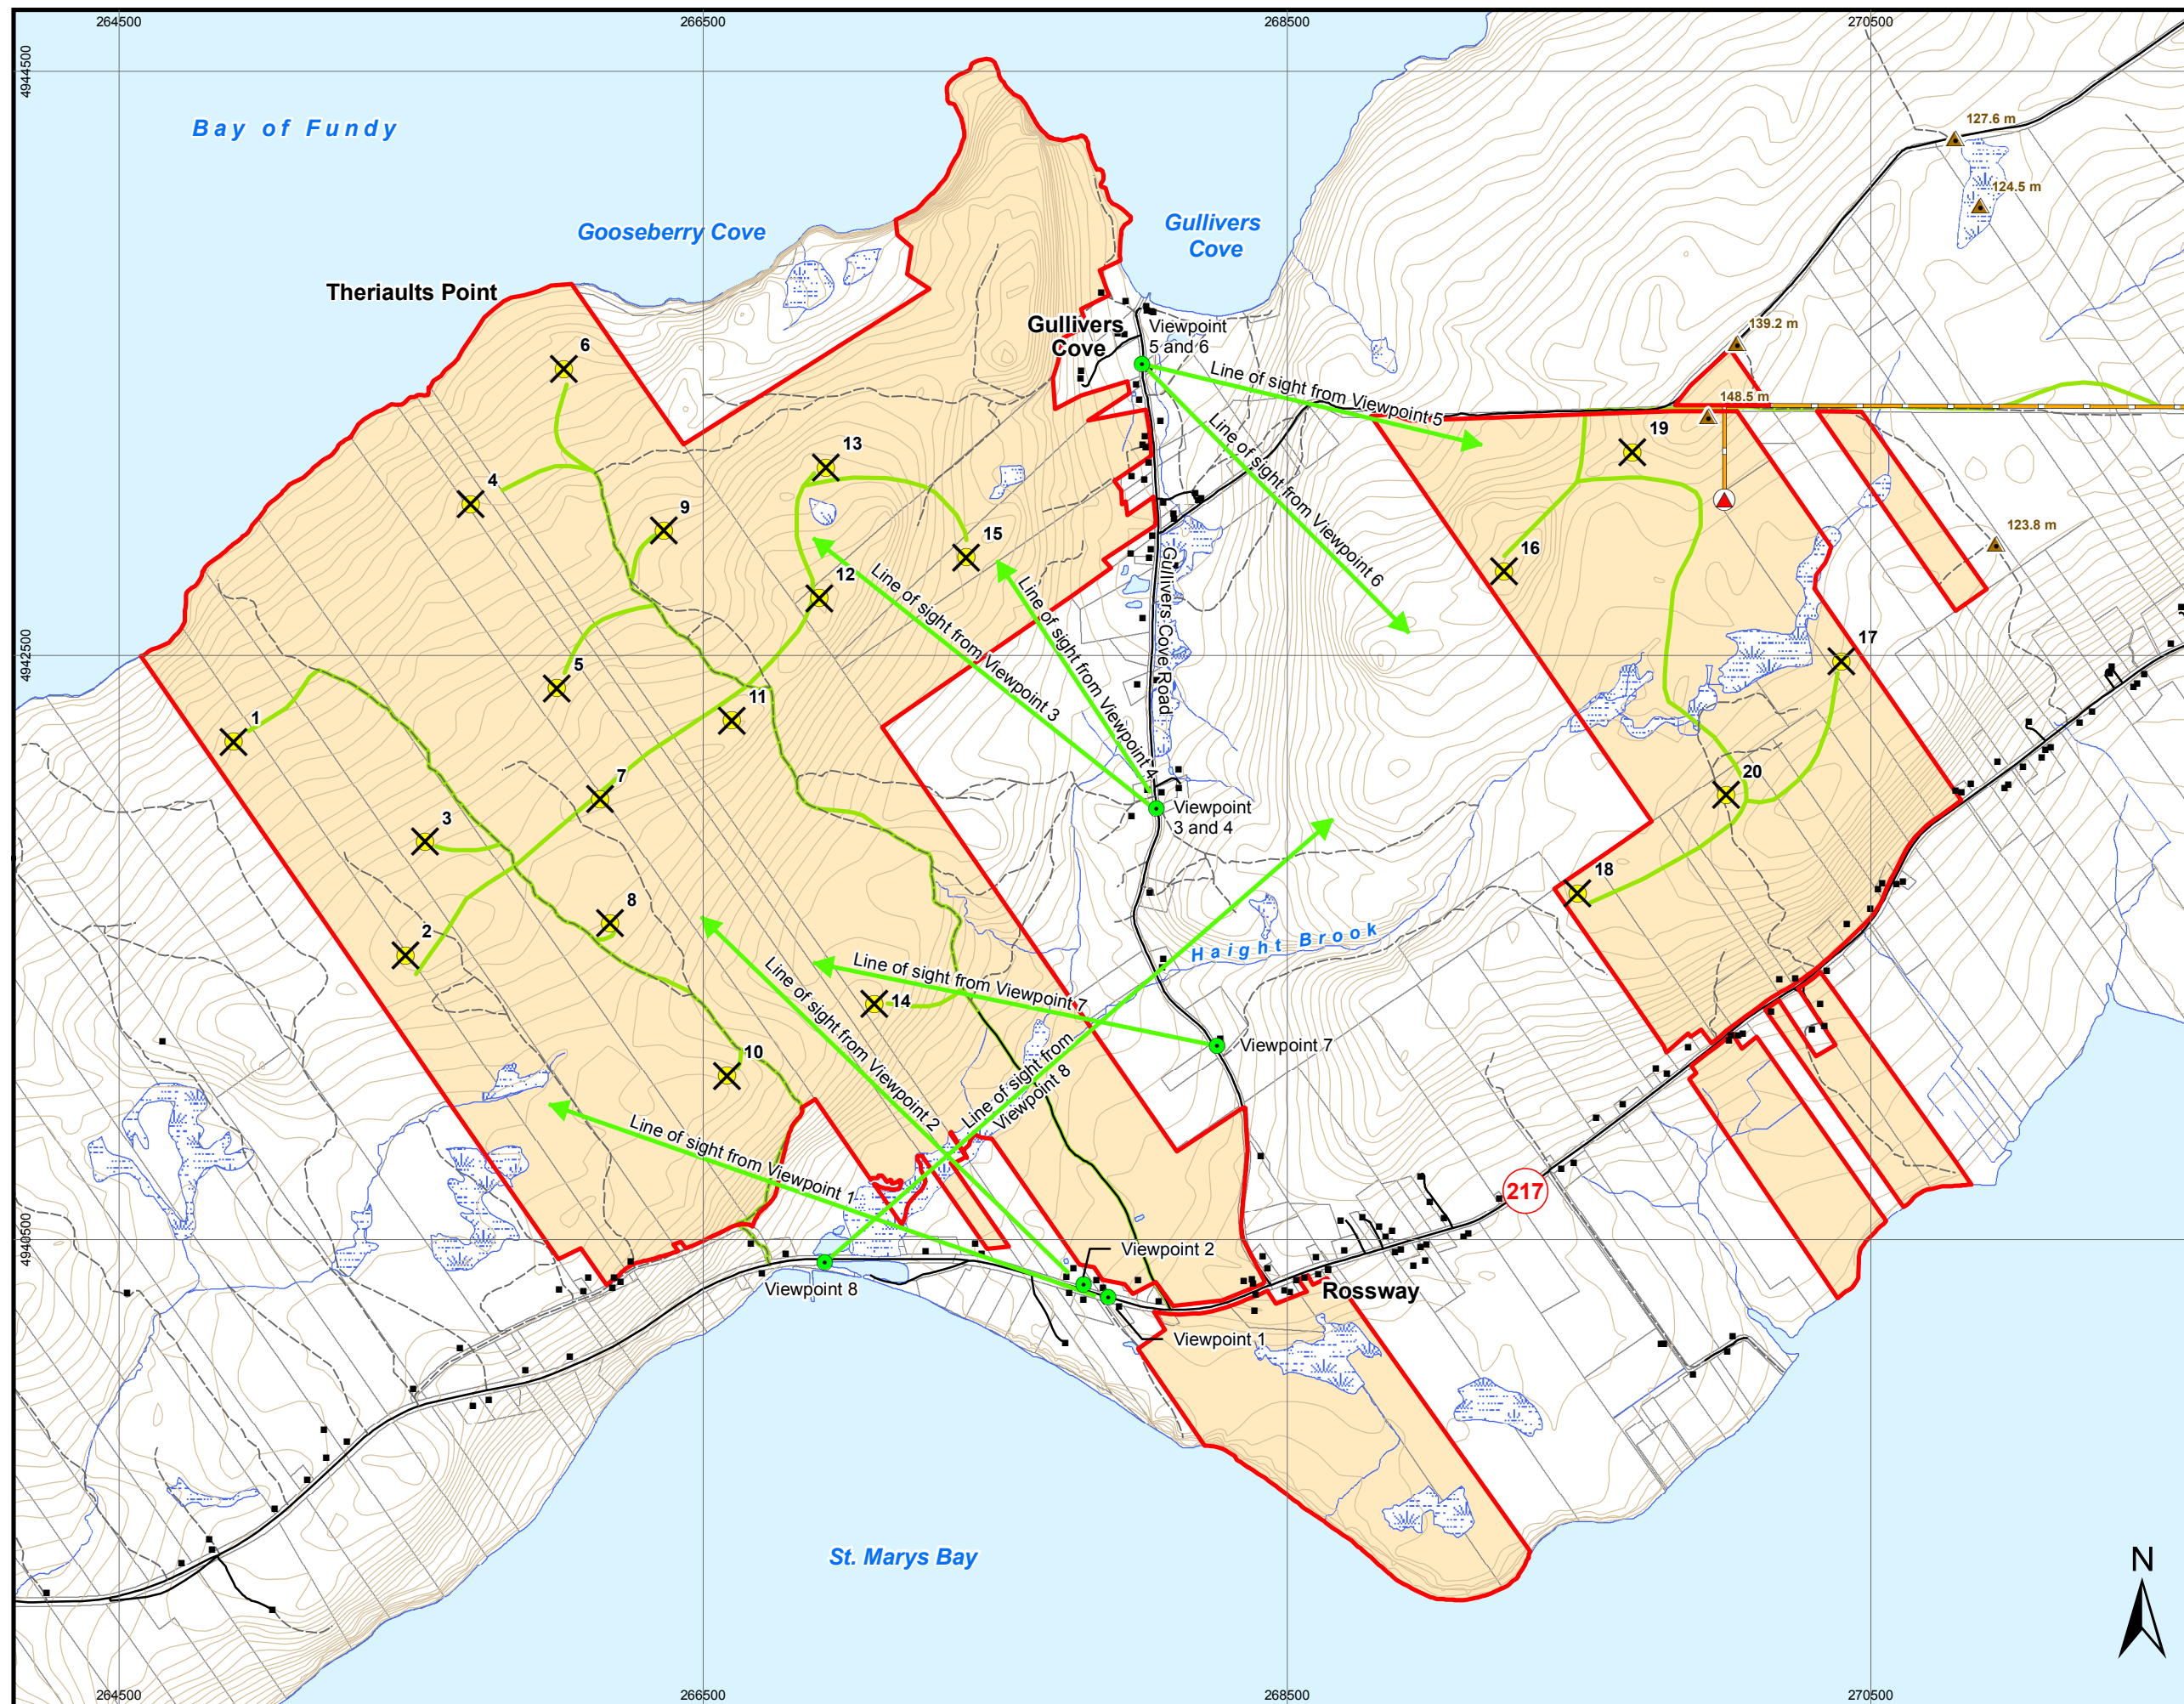 264500
266500
268500
270500
4944500
127.6 m
Bay of Fundy
124.5 m
Gooseberry Cove
Gullivers
Cove
Theriaults Point
Gullivers
Cove
Viewpoint
5 and 6
139.2 m
6
Line of sight from Viewpoint 5
148.5 m
Line of sight from Viewpoint 6
13
19
4
9
15
123.8 m
16
12
Line of sight from Viewpoint 3
Line of sight from Viewpoint 4
Gullivers Cove Road
4942500
17
5
11
1
7
20
Viewpoint
3 and 4
3
18
8
2
Haight Brook
Line of sight from Viewpoint 7
Line of sight from Viewpoint 2
14
Viewpoint 7
10
Line of sight from
Viewpoint 8
Line of sight from Viewpoint 1
217
4940500
Viewpoint 2
Viewpoint 8
Rossway
Viewpoint 1
St. Marys Bay
N
264500
266500
268500
270500